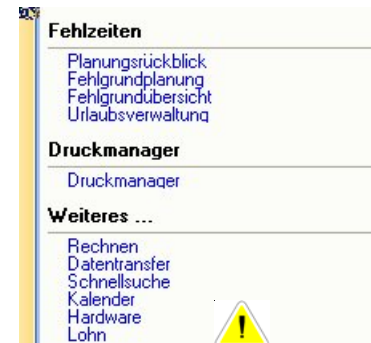 Fehlzeiten
Planungsrückblick
Fehlgrundplanung
Fehlgrundübersicht
Urlaubsverwaltung
Druckmanager
Druckmanager
Weiteres ...
Rechnen
Datentransfer
Schnellsuche
Kalender
Hardware
Lohn